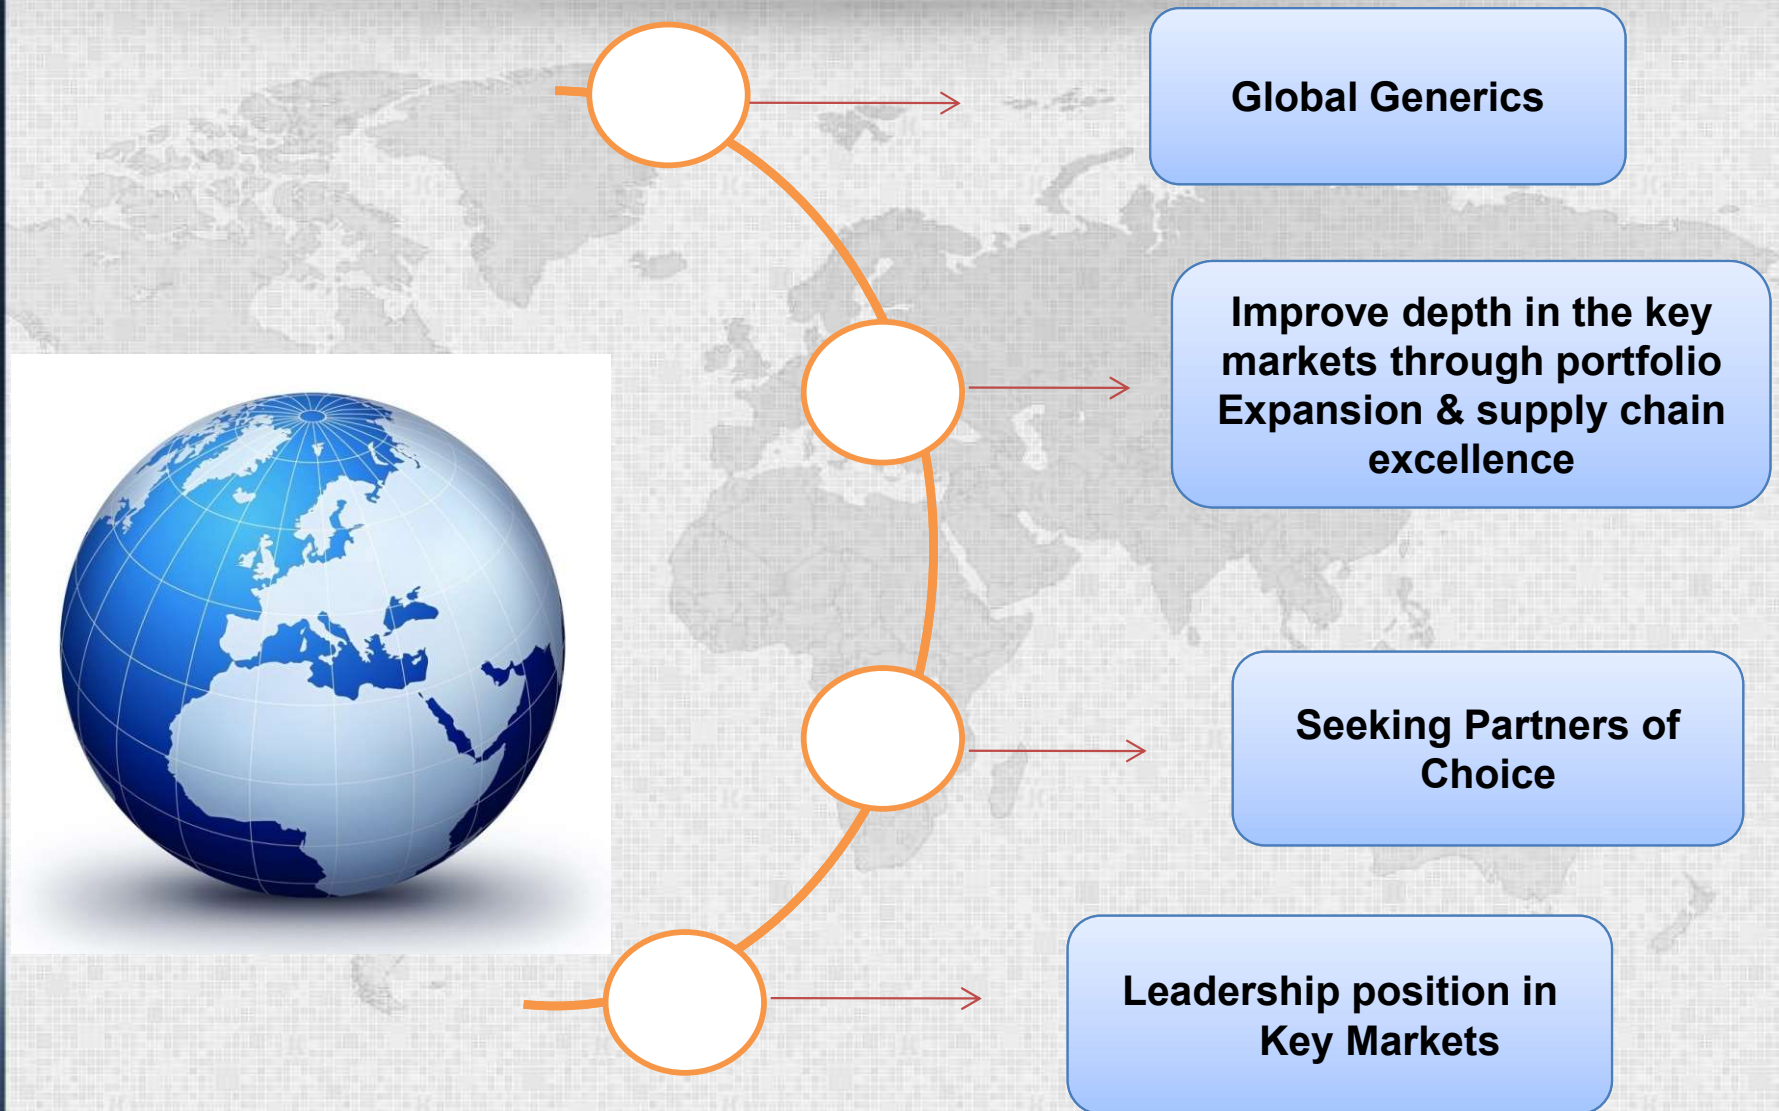 Global Generics
Improve depth in the key
markets through portfolio
Expansion & supply chain
excellence
Seeking Partners of
Choice
Leadership position in
Key Markets